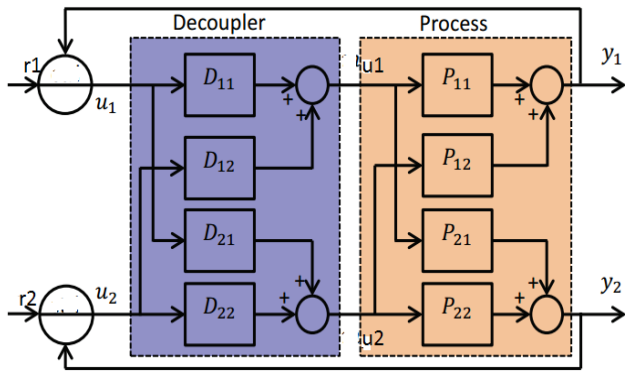 Decoupler Process
r1 u₁ D₁₁ + + u1 P₁₁ + + y₁
D₁₂ P₁₂
D₂₁ P₂₁
r2 u₂ D₂₂ + + u2 P₂₂ + + y₂